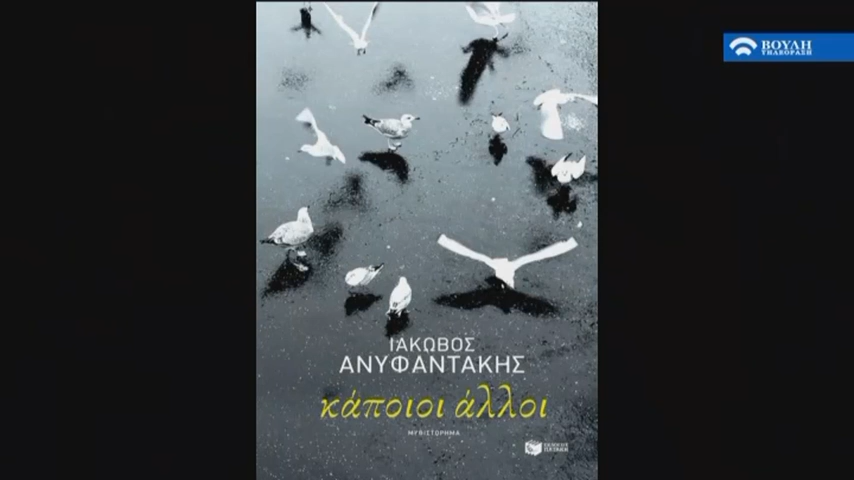 ΒΟΥΛΗ
ΤΗΛΕΟΡΑΣΗ
ΙΑΚΩΒΟΣ
ΑΝΥΦΑΝΤΑΚΗΣ
κάποιοι άλλοι
ΜΥΘΙΣΤΟΡΗΜΑ